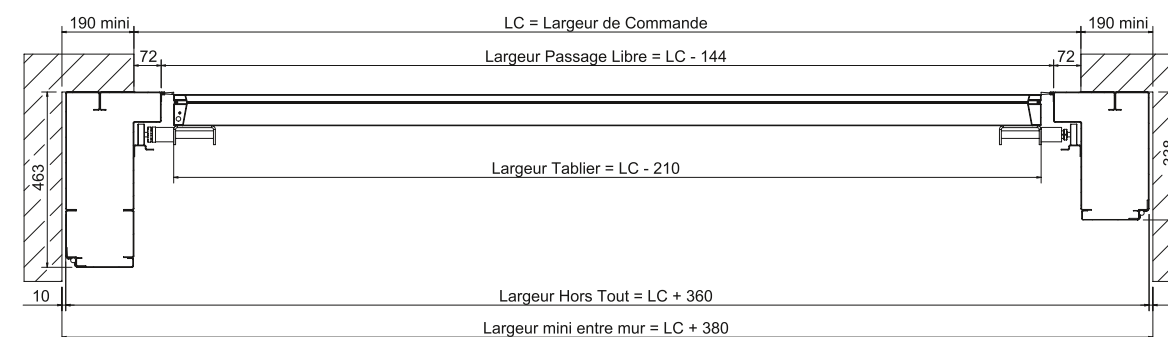 190 mini
LC = Largeur de Commande
190 mini
72
Largeur Passage Libre = LC - 144
72
463
Largeur Tablier = LC - 210
10
Largeur Hors Tout = LC + 360
Largeur mini entre mur = LC + 380